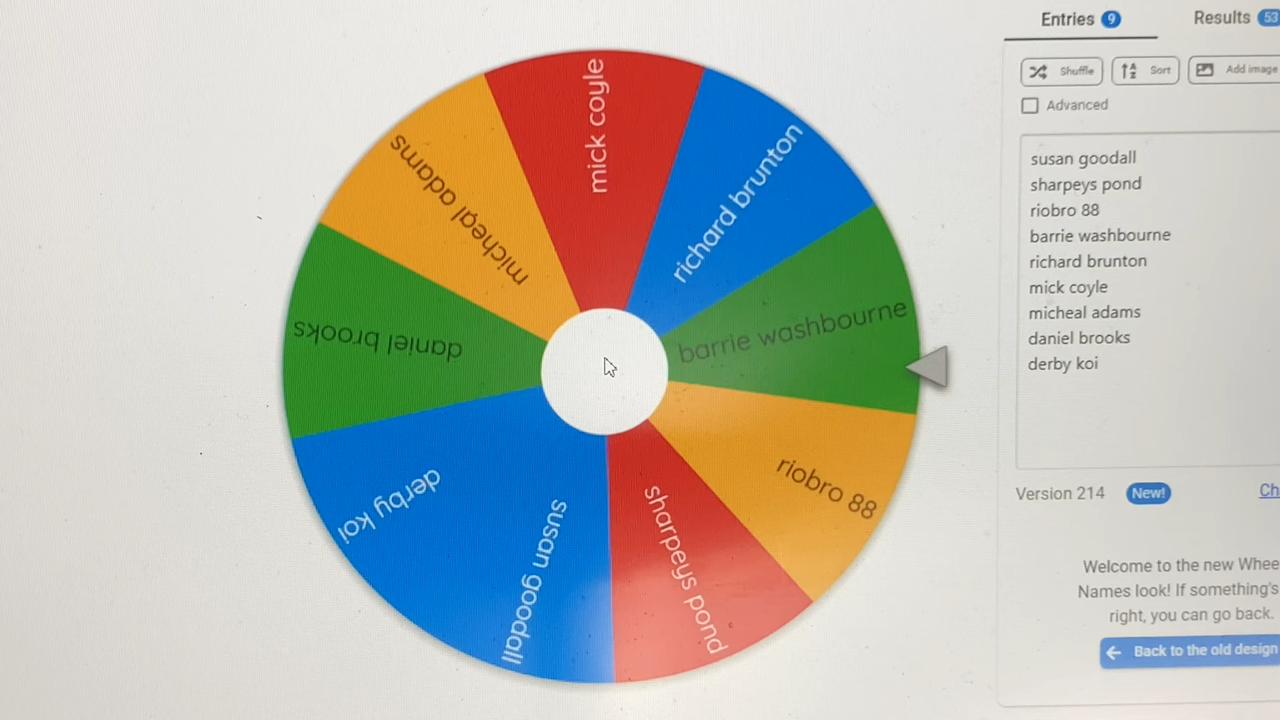 Entries 9
Results 53
Shuffle
Sort
Add image
Advanced
susan goodall
sharpeys pond
riobro 88
barrie washbourne
richard brunton
mick coyle
micheal adams
daniel brooks
derby koi
Version 214
New!
Ch
Welcome to the new Whee
Names look! If something's
right, you can go back.
Back to the old design
mick coyle
richard brunton
barrie washbourne
riobro 88
sharpeys pond
susan goodall
derby koi
daniel brooks
micheal adams